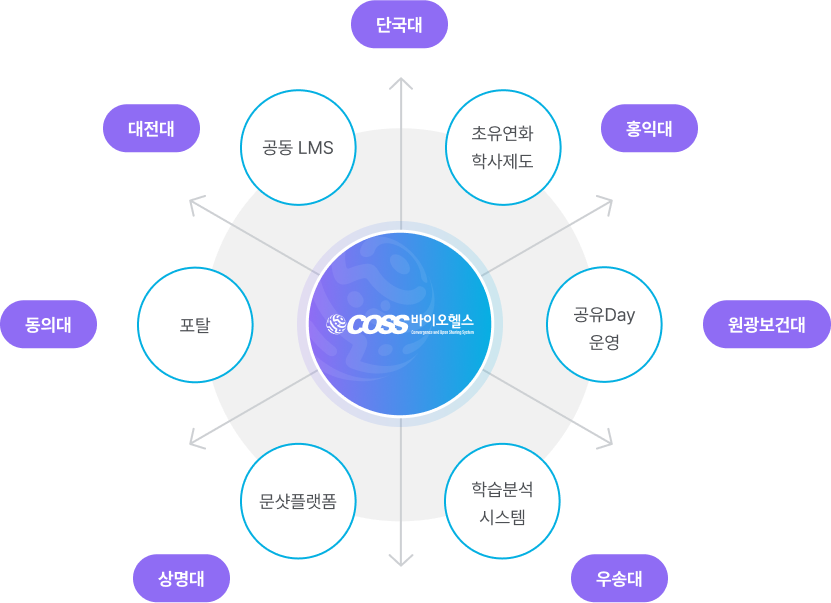 단국대
대전대
홍익대
공동 LMS
초유연화
학사제도
동의대
포탈
COSS 바이오헬스
Convergence and Open Sharing System
공유Day
운영
원광보건대
문샷플랫폼
학습분석
시스템
상명대
우송대